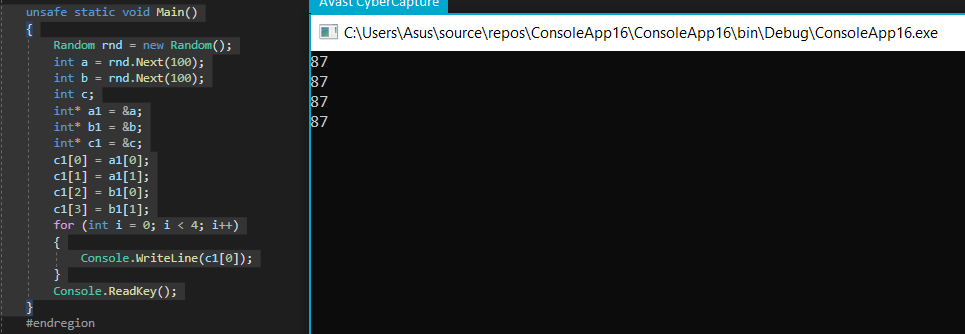 unsafe static void Main()
{
Random rnd = new Random();
int a = rnd.Next(100);
int b = rnd.Next(100);
int c;
int* a1 = &a;
int* b1 = &b;
int* c1 = &c;
c1[0] = a1[0];
c1[1] = a1[1];
c1[2] = b1[0];
c1[3] = b1[1];
for (int i = 0; i < 4; i++)
{
Console.WriteLine(c1[0]);
}
Console.ReadKey();
}
#endregion
Avast CyberCapture
C:\Users\Asus\source\repos\ConsoleApp16\ConsoleApp16\bin\Debug\ConsoleApp16.exe
87
87
87
87